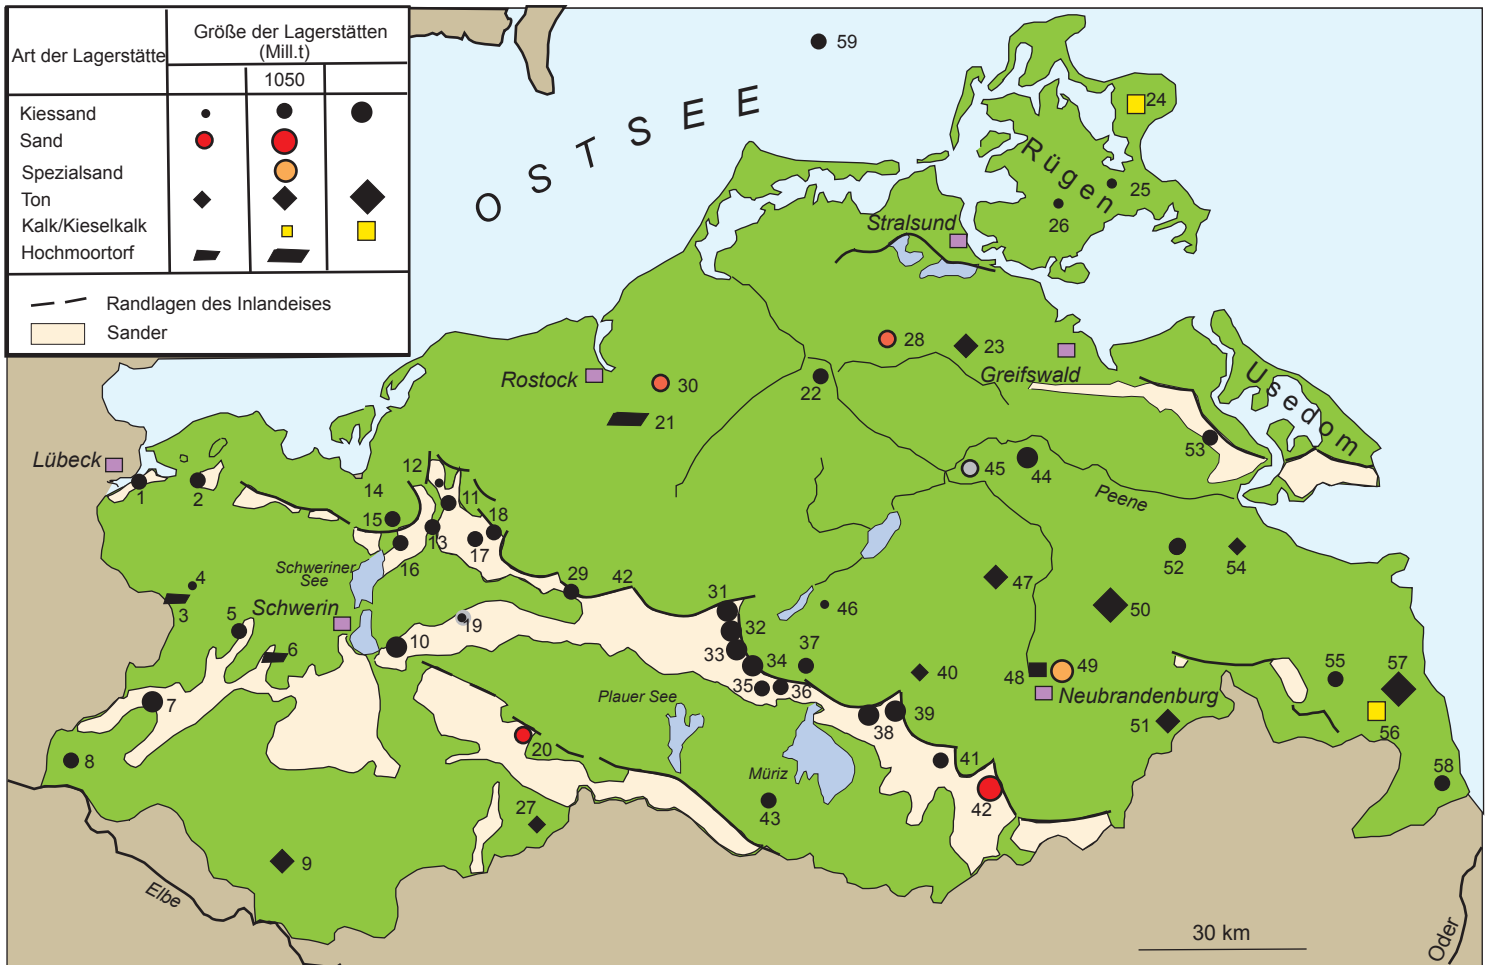 Art der Lagerstätte
Größe der Lagerstätten
(Mill.t)
1050
Kiessand
Sand
Spezialsand
Ton
Kalk/Kieselkalk
Hochmoortorf
Randlagen des Inlandeises
Sander
59
OSTSEE
24
Rügen
25
26
Stralsund
28
23
Greifswald
Rostock
30
22
21
Usedom
53
Lübeck
1
2
12
14
11
15
13
18
17
16
45
44
Peene
Schweriner
See
4
3
Schwerin
5
6
29
42
19
10
31
32
33
34
35
36
37
46
47
52
54
50
40
48
49
Neubrandenburg
51
55
57
56
58
7
8
Plauer See
20
38
39
41
42
Müriz
43
27
9
Elbe
30 km
Oder